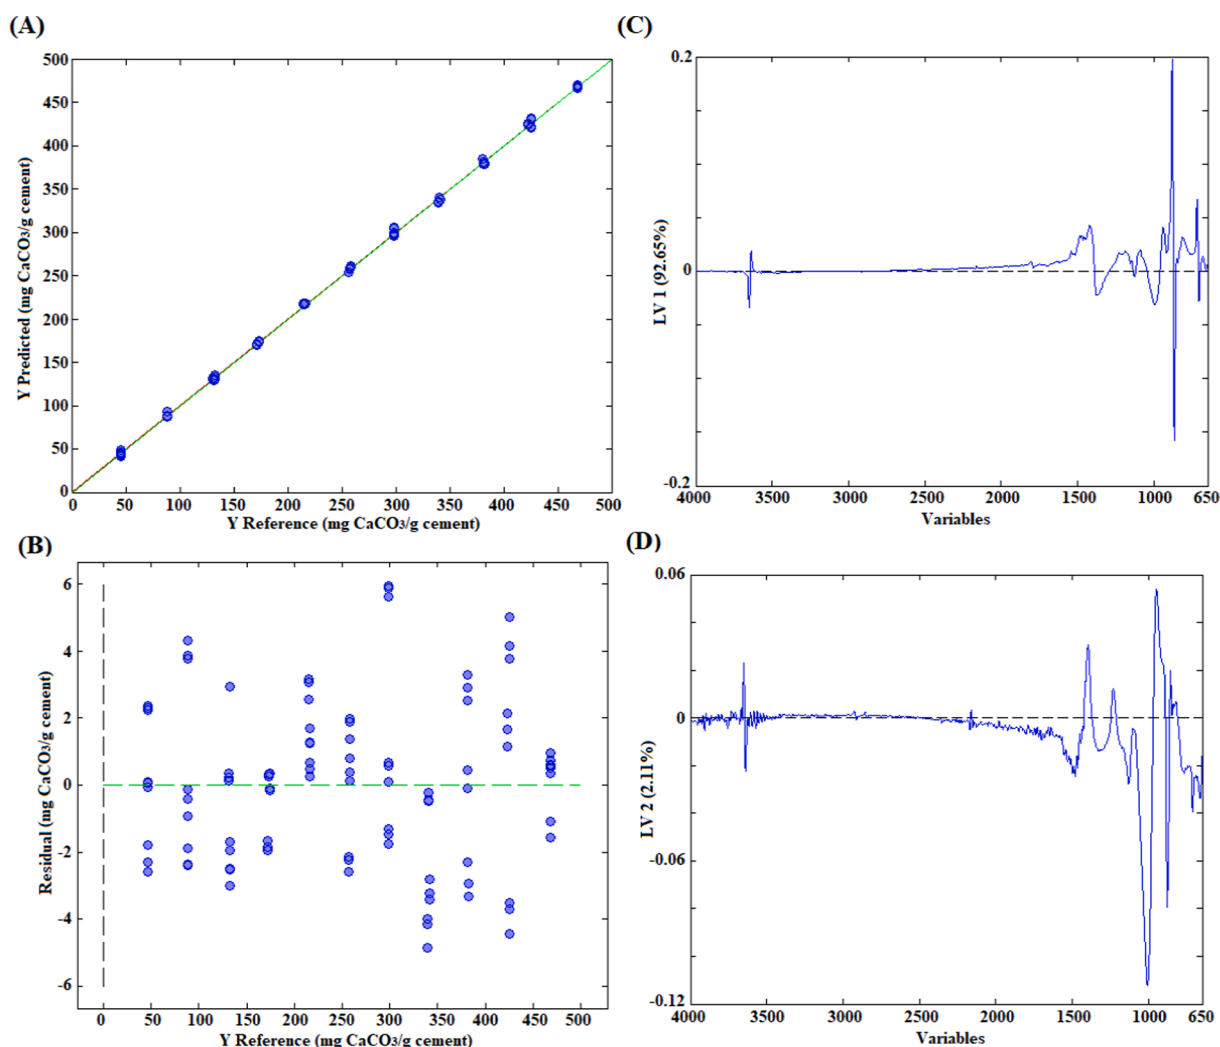 (A)
500
450
400
350
300
250
200
150
100
50
0
Y Predicted (mg CaCO3/g cement)
0 50 100 150 200 250 300 350 400 450 500
Y Reference (mg CaCO3/g cement)
(B)
6
4
2
0
-2
-4
-6
Residual (mg CaCO3/g cement)
0 50 100 150 200 250 300 350 400 450 500
Y Reference (mg CaCO3/g cement)
(C)
0.2
0
-0.2
LV 1 (92.65%)
4000 3500 3000 2500 2000 1500 1000 650
Variables
(D)
0.06
0
-0.06
-0.12
LV 2 (2.11%)
4000 3500 3000 2500 2000 1500 1000 650
Variables